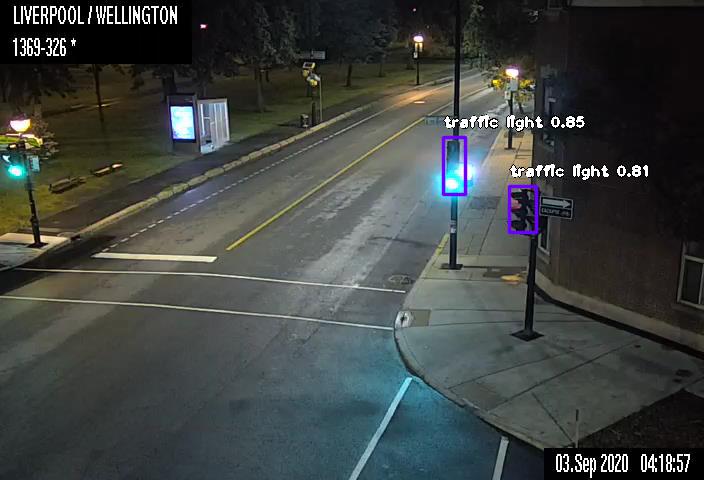 LIVERPOOL / WELLINGTON
1369-326 *
traffic light 0.85
traffic light 0.81
03.Sep 2020 04:18:57